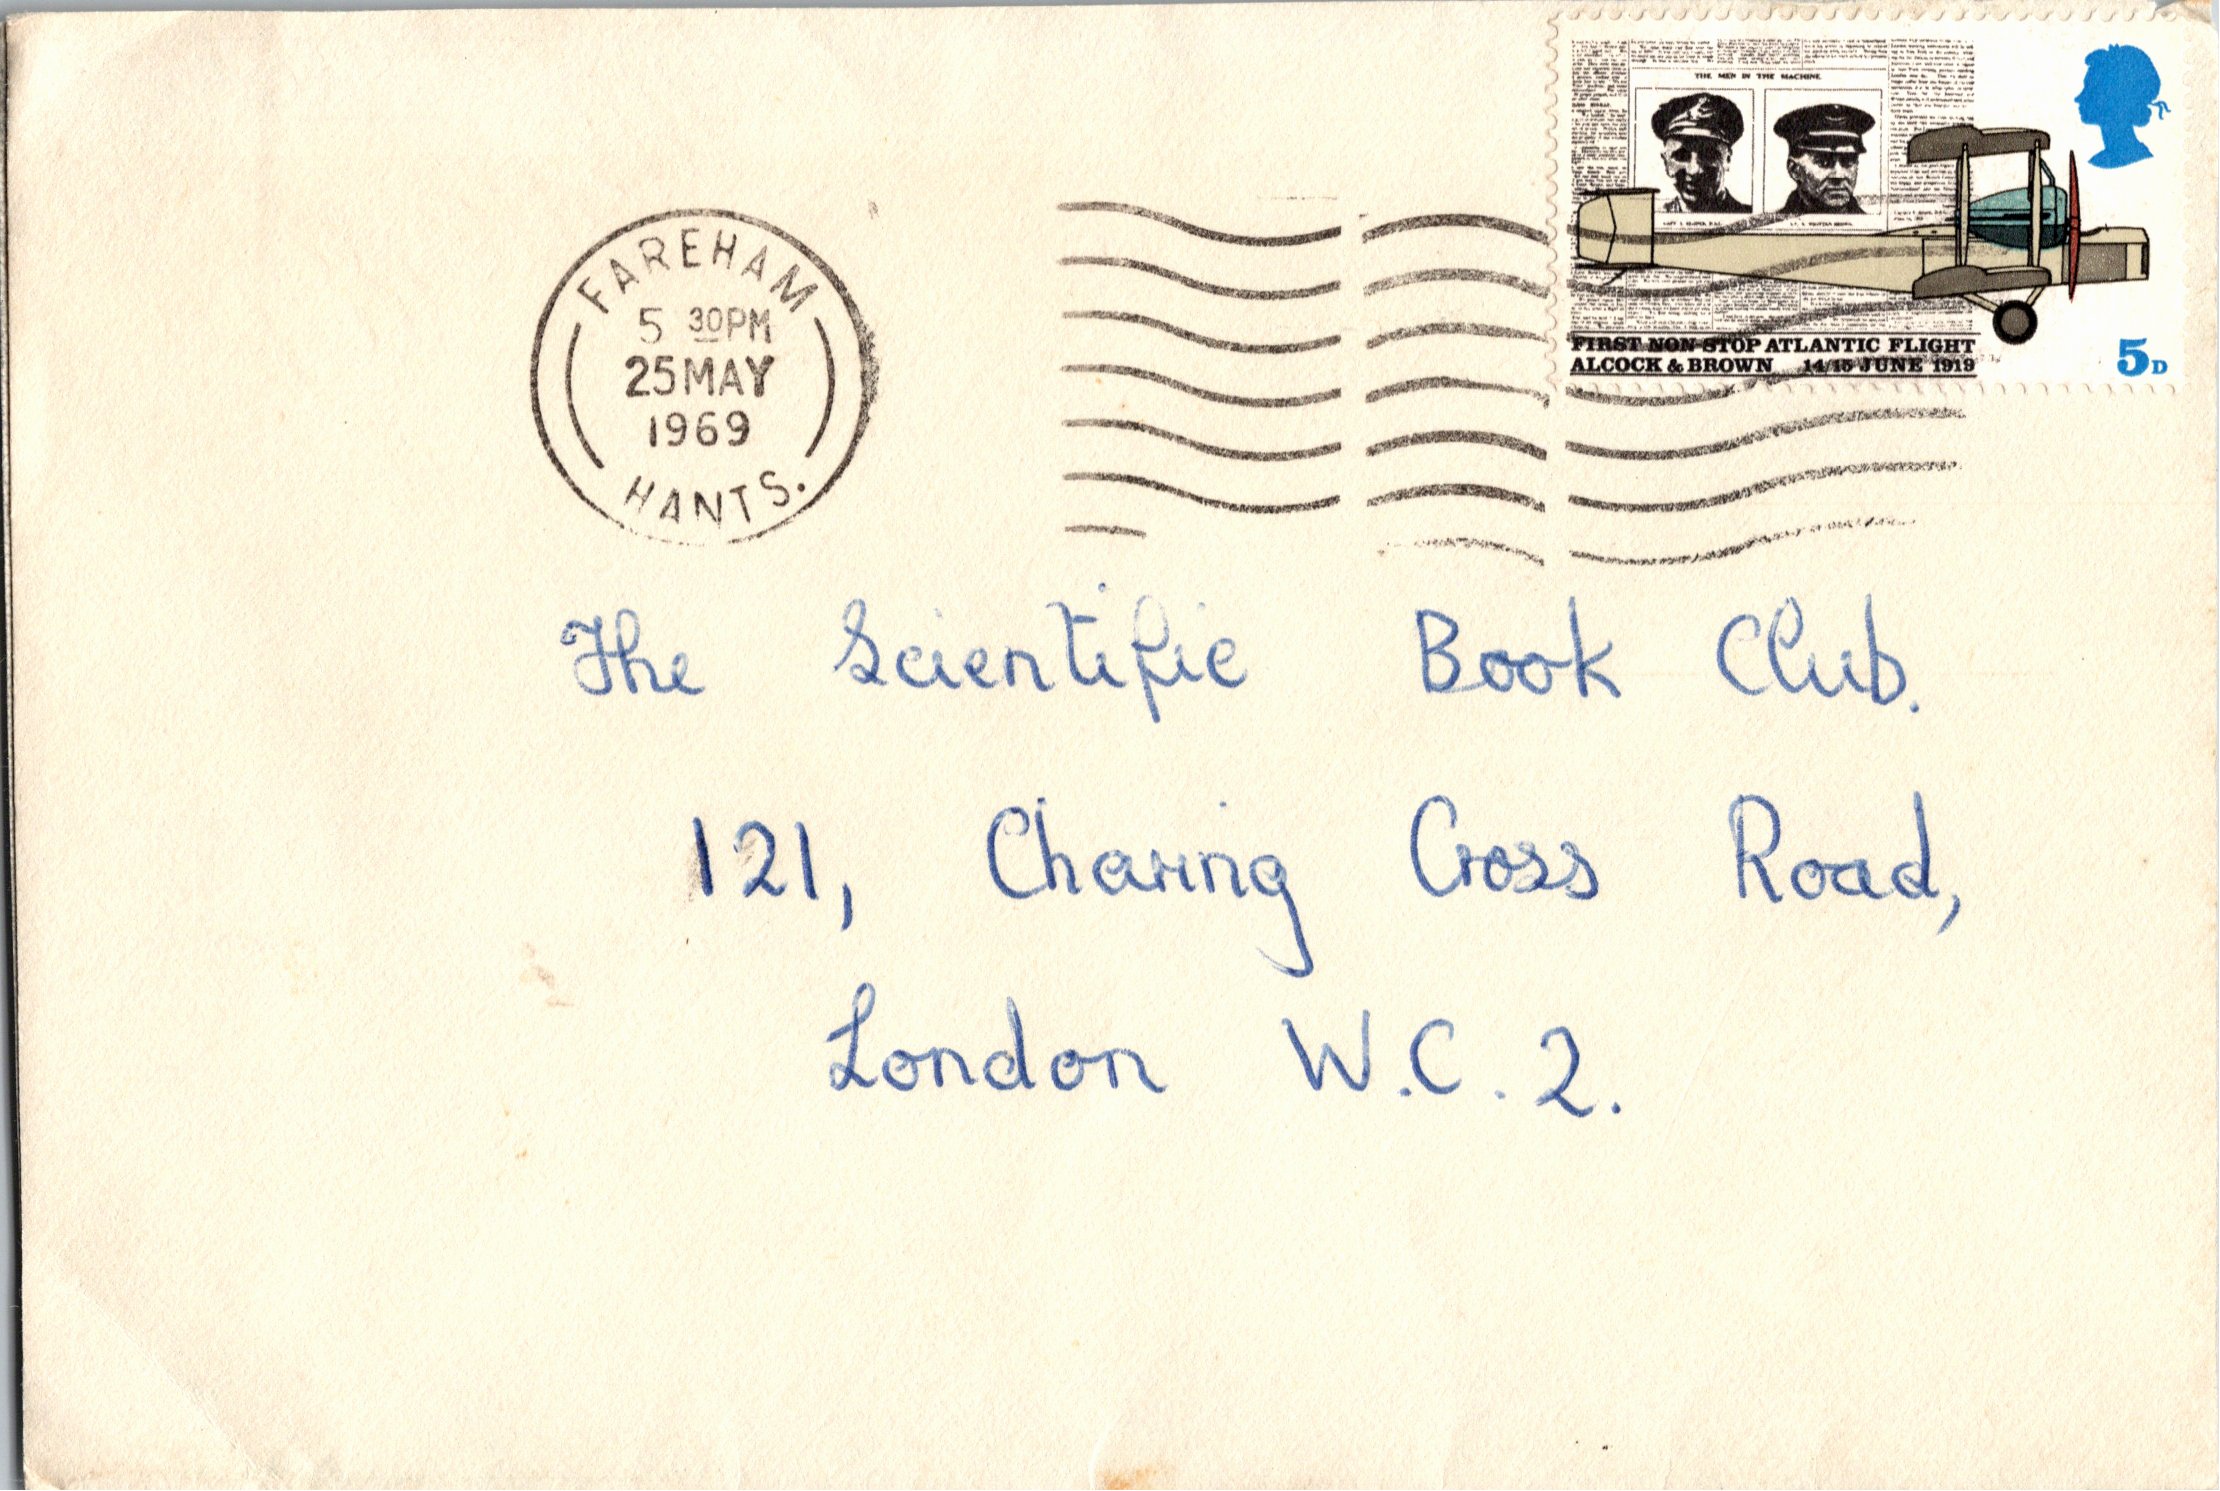 FAREHAM
5 30PM
25 MAY
1969
HANTS.
THE MEN IN THE MACHINE
FIRST NON-STOP ATLANTIC FLIGHT
ALCOCK & BROWN 14/15 JUNE 1919
5D
The Scientific Book Club.
121, Charing Cross Road,
London W.C.2.